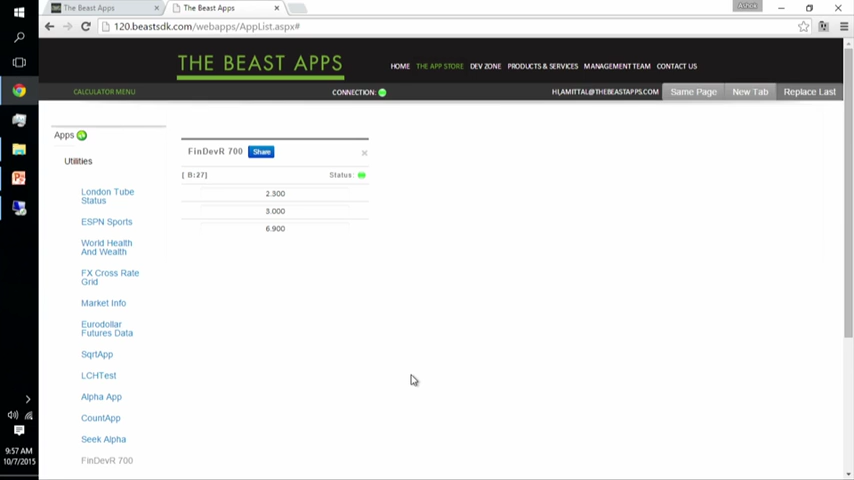 The Beast Apps
The Beast Apps
Ashok
120.beastsdk.com/webapps/AppList.aspx#
THE BEAST APPS
HOME THE APP STORE DEV ZONE PRODUCTS & SERVICES MANAGEMENT TEAM CONTACT US
CALCULATOR MENU
CONNECTION:
HI,AMITTAL@THEBEASTAPPS.COM
Same Page
New Tab
Replace Last
Apps
Utilities
London Tube
Status
ESPN Sports
World Health
And Wealth
FX Cross Rate
Grid
Market Info
Eurodollar
Futures Data
SqrtApp
LCHTest
Alpha App
CountApp
Seek Alpha
FinDevR 700
FinDevR 700 Share
[ B:27] Status:
2.300
3.000
6.900
9:57 AM
10/7/2015